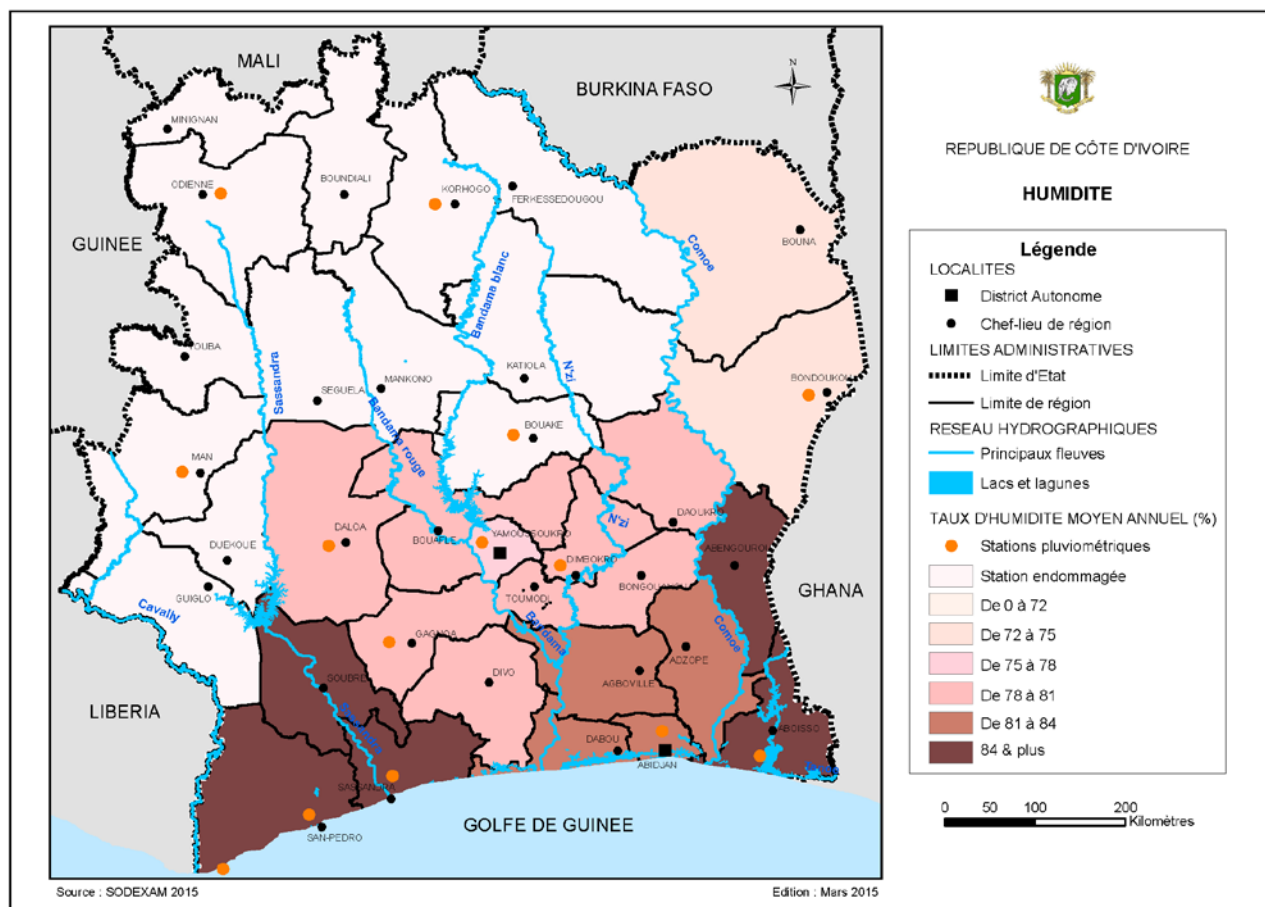 MALI
BURKINA FASO
N
MINIGNAN
ODIENNE
BOUNDIALI
KORHOGO
FERKESSEDOUGOU
GUINEE
Comoe
BOUNA
Bandama blanc
TOUBA
Sassandra
SEGUELA
MANKONO
KATIOLA
N'zi
BONDOUKOU
Bandama rouge
BOUAKE
MAN
DALOA
BOUAFLE
YAMOUSSOUKRO
N'zi
DAOUKRO
DUEKOUE
DIMBOKRO
ABENGOUROU
GUIGLO
TOUMODI
BONGOUANOU
GHANA
Cavally
Bandama
Comoe
GAGNOA
ADZOPE
SOUBRE
DIVO
AGBOVILLE
LIBERIA
Sassandra
DABOU
ABIDJAN
ABOISSO
SASSANDRA
SAN-PEDRO
GOLFE DE GUINEE
Source : SODEXAM 2015
Edition : Mars 2015
REPUBLIQUE DE CÔTE D'IVOIRE
HUMIDITE
Légende
LOCALITES
District Autonome
Chef-lieu de région
LIMITES ADMINISTRATIVES
Limite d'Etat
Limite de région
RESEAU HYDROGRAPHIQUES
Principaux fleuves
Lacs et lagunes
TAUX D'HUMIDITE MOYEN ANNUEL (%)
Stations pluviométriques
Station endommagée
De 0 à 72
De 72 à 75
De 75 à 78
De 78 à 81
De 81 à 84
84 & plus
0 50 100 200
Kilomètres